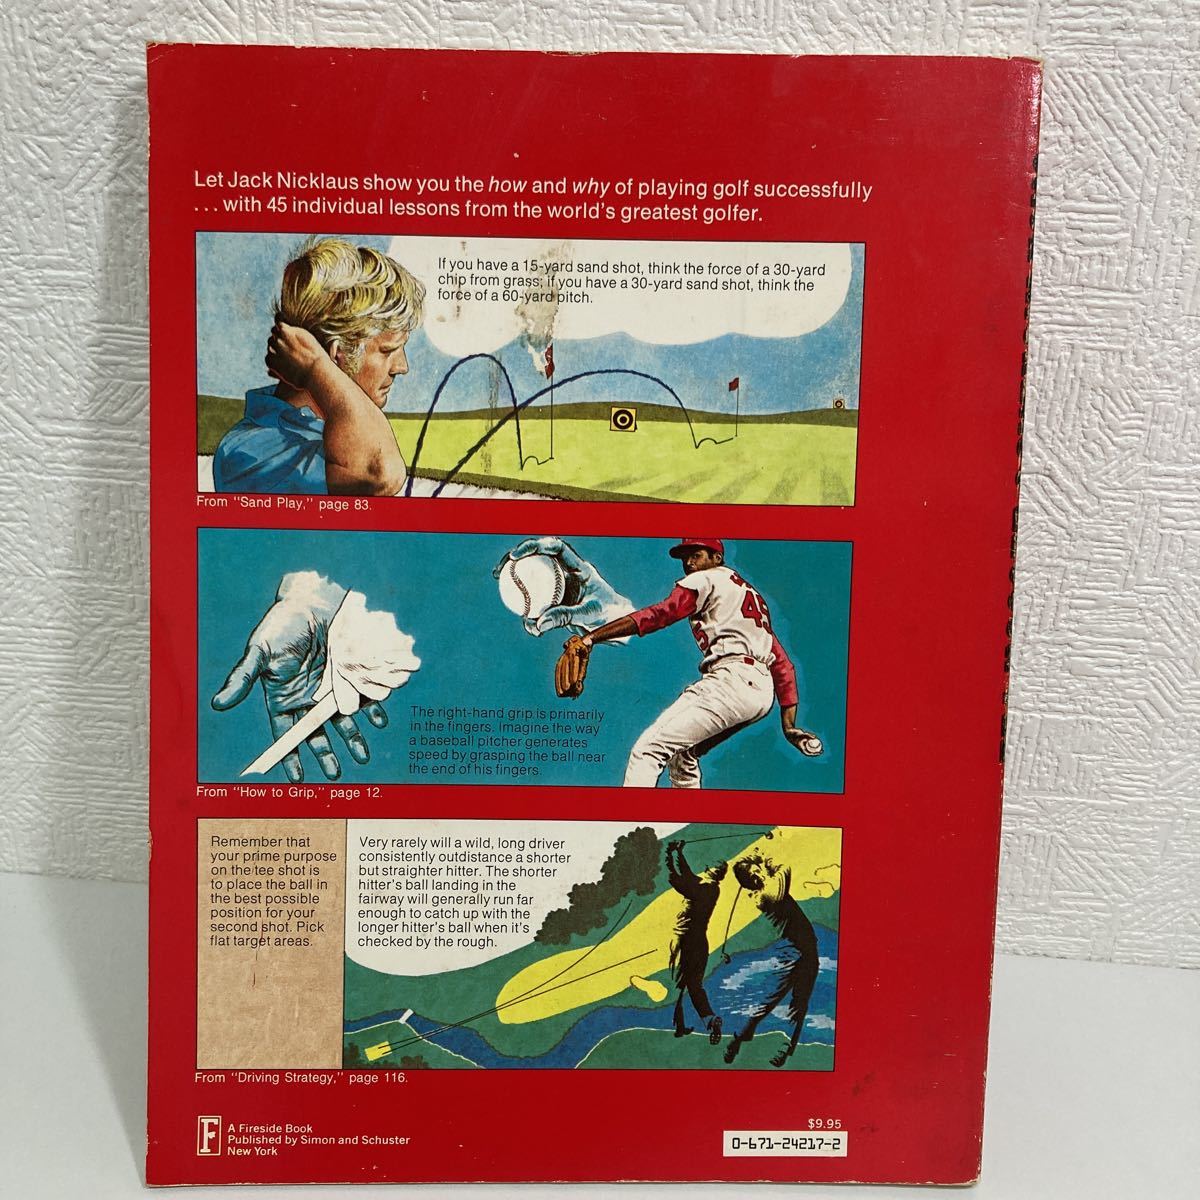 Let Jack Nicklaus show you the how and why of playing golf successfully
...with 45 individual lessons from the world's greatest golfer.
If you have a 15-yard sand shot, think the force of a 30-yard
chip from grass; if you have a 30-yard sand shot, think the
force of a 60-yard pitch.
From "Sand Play," page 83.
45
The right-hand grip is primarily
in the fingers. Imagine the way
a baseball pitcher generates
speed by grasping the ball near
the end of his fingers.
From "How to Grip," page 12.
Remember that
your prime purpose
on the tee shot is
to place the ball in
the best possible
position for your
second shot. Pick
flat target areas.
Very rarely will a wild, long driver
consistently outdistance a shorter
but straighter hitter. The shorter
hitter's ball landing in the
fairway will generally run far
enough to catch up with the
longer hitter's ball when it's
checked by the rough.
From "Driving Strategy," page 116.
F
A Fireside Book
Published by Simon and Schuster
New York
$9.95
0-671-24217-2